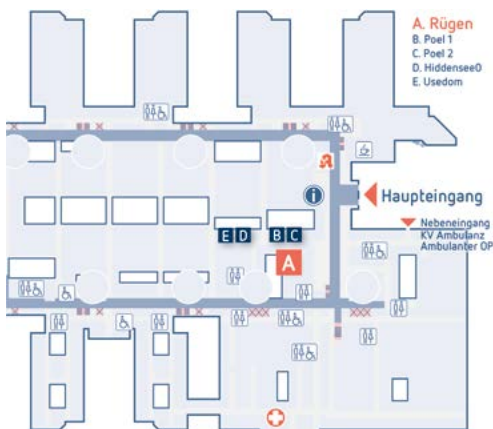 A. Rügen
B. Poel 1
C. Poel 2
D. Hiddensee0
E. Usedom
i
Haupteingang
E D B C
Nebeneingang
KV Ambulanz
Ambulanter OP
A